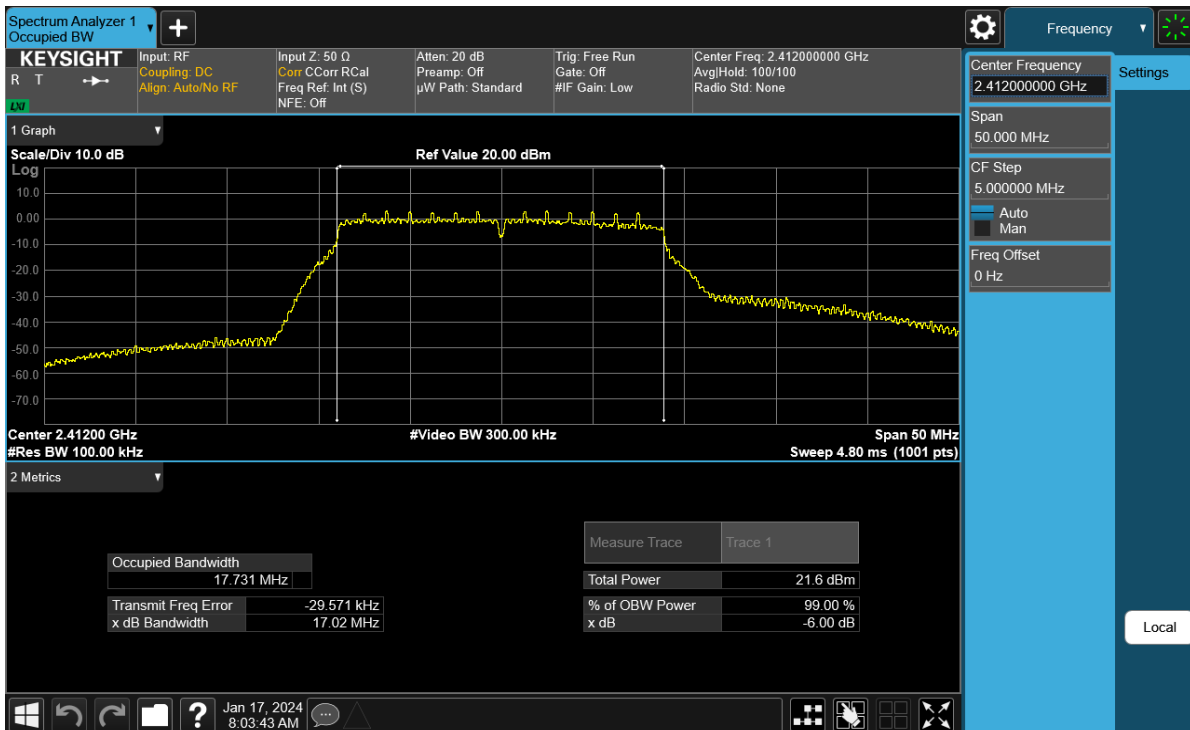 Spectrum Analyzer 1
Occupied BW
Frequency
KEYSIGHT
R T
LXI
Input: RF
Coupling: DC
Align: Auto/No RF
Input Z: 50 Ω
Corr CCorr RCal
Freq Ref: Int (S)
NFE: Off
Atten: 20 dB
Preamp: Off
µW Path: Standard
Trig: Free Run
Gate: Off
#IF Gain: Low
Center Freq: 2.412000000 GHz
Avg|Hold: 100/100
Radio Std: None
Center Frequency
2.412000000 GHz
Settings
Span
50.000 MHz
CF Step
5.000000 MHz
Auto
Man
Freq Offset
0 Hz
Local
1 Graph
Scale/Div 10.0 dB
Ref Value 20.00 dBm
Log
10.0
0.00
-10.0
-20.0
-30.0
-40.0
-50.0
-60.0
-70.0
Center 2.41200 GHz
#Video BW 300.00 kHz
Span 50 MHz
#Res BW 100.00 kHz
Sweep 4.80 ms (1001 pts)
2 Metrics
Measure Trace
Trace 1
Occupied Bandwidth
17.731 MHz
Total Power
21.6 dBm
Transmit Freq Error
-29.571 kHz
% of OBW Power
99.00 %
x dB Bandwidth
17.02 MHz
x dB
-6.00 dB
?
Jan 17, 2024
8:03:43 AM